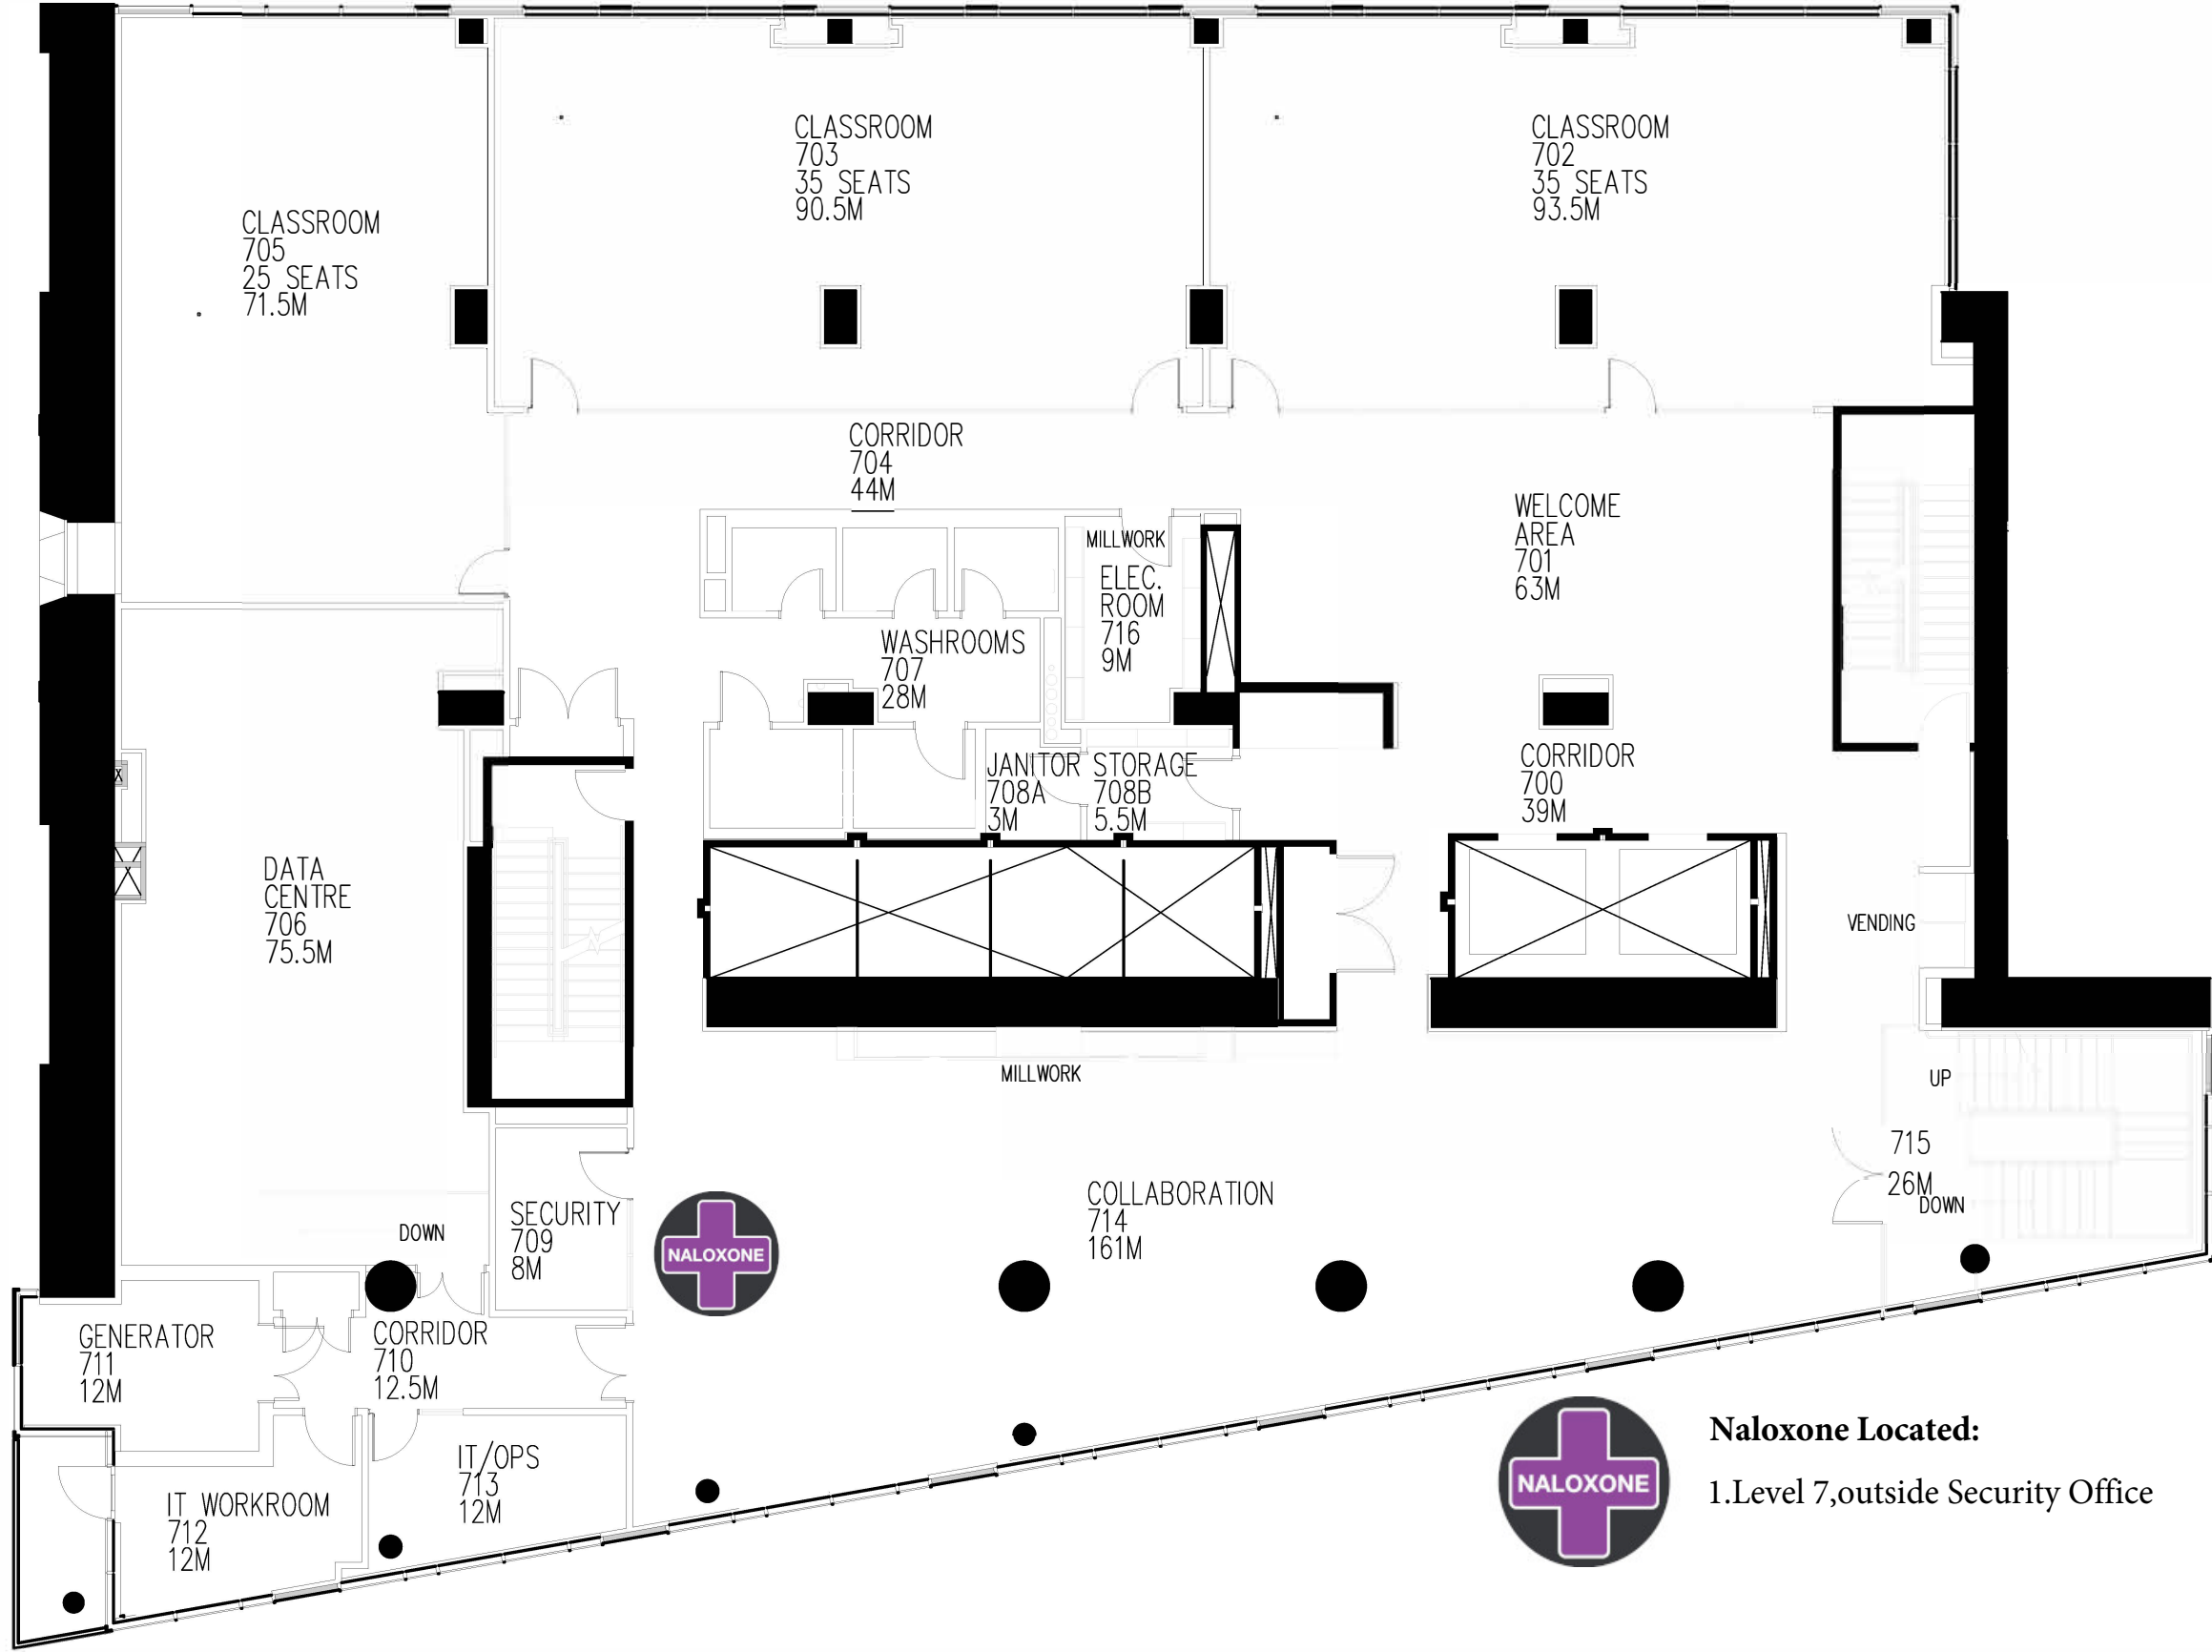 CLASSROOM
703
35 SEATS
90.5M
CLASSROOM
702
35 SEATS
93.5M
CLASSROOM
705
25 SEATS
71.5M
CORRIDOR
704
44M
WELCOME
AREA
701
63M
MILLWORK
ELEC.
ROOM
716
9M
WASHROOMS
707
28M
JANITOR
708A
3M
STORAGE
708B
5.5M
CORRIDOR
700
39M
DATA
CENTRE
706
75.5M
VENDING
MILLWORK
UP
715
26M
DOWN
COLLABORATION
714
161M
SECURITY
709
8M
NALOXONE
DOWN
GENERATOR
711
12M
CORRIDOR
710
12.5M
IT/OPS
713
12M
IT WORKROOM
712
12M
NALOXONE
Naloxone Located:
1.Level 7,outside Security Office